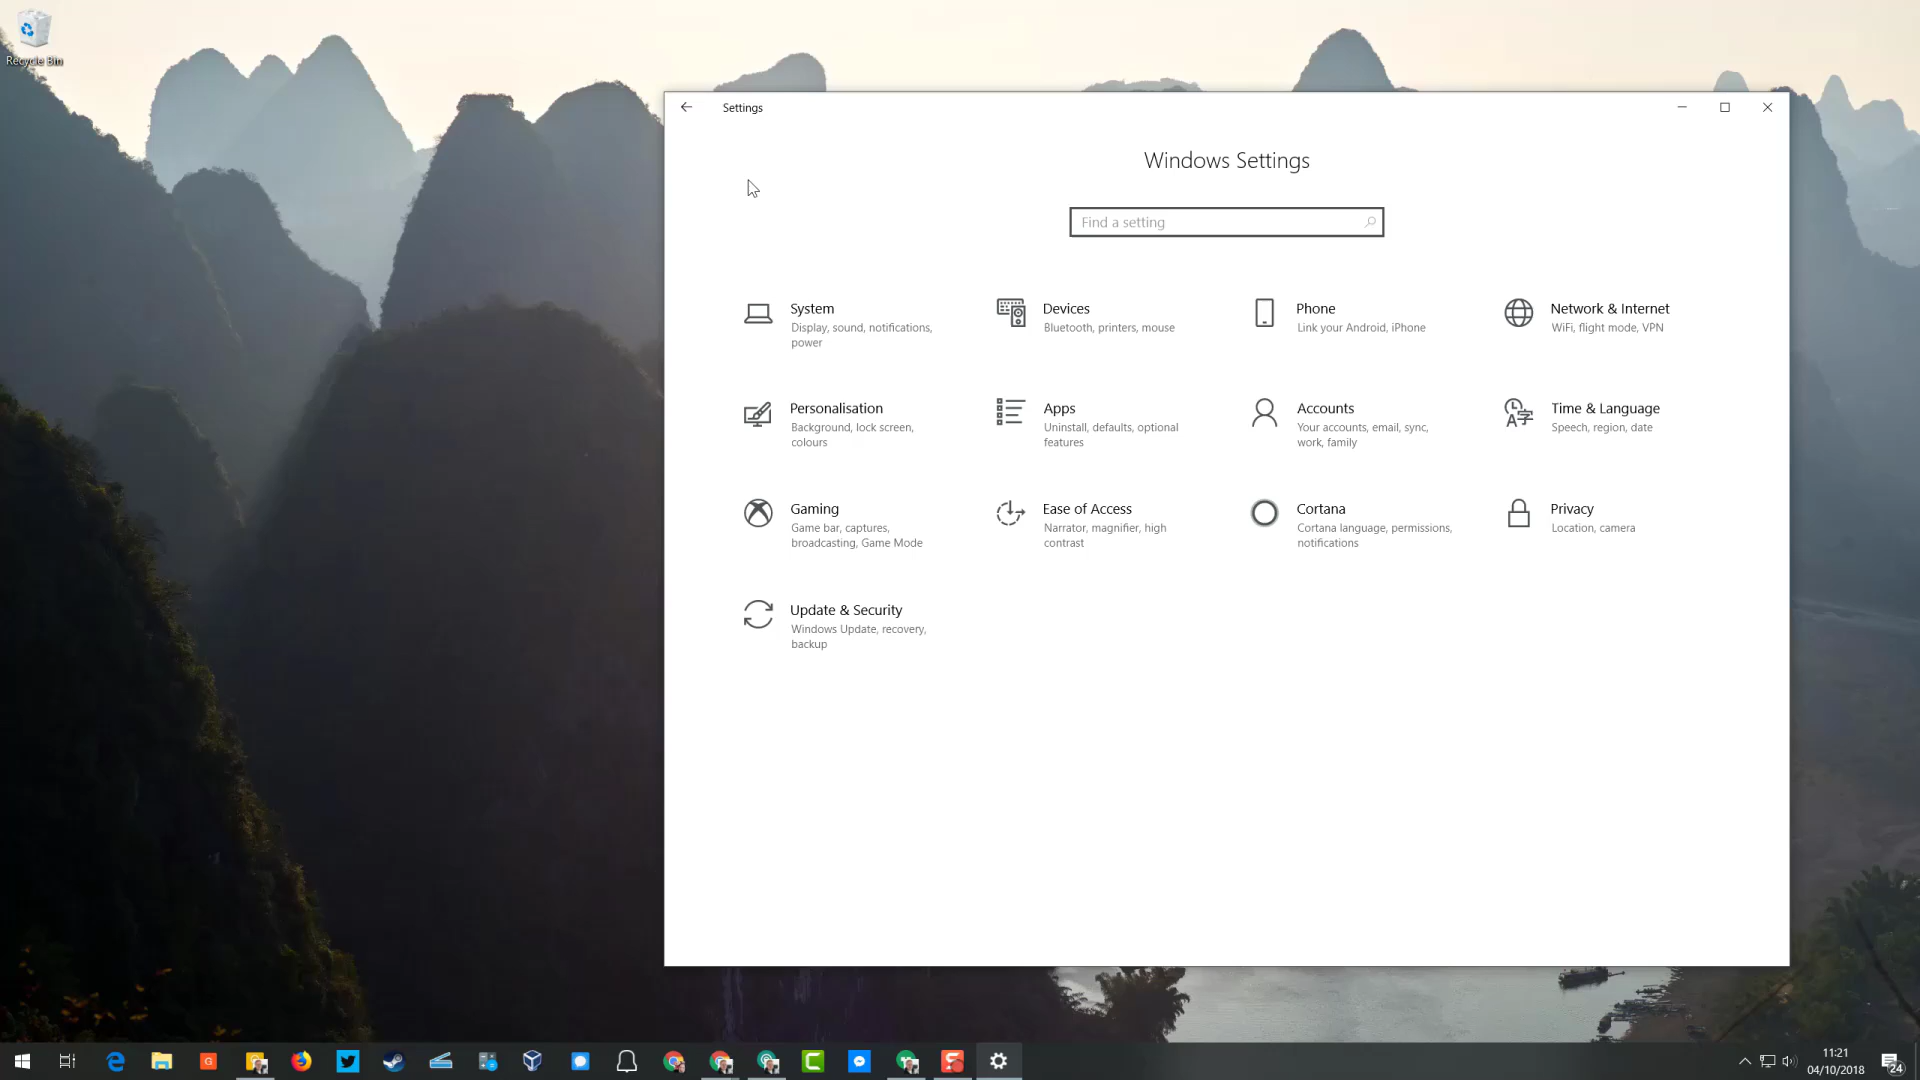 Recycle Bin
Settings
Windows Settings
Find a setting
System
Display, sound, notifications,
power
Devices
Bluetooth, printers, mouse
Phone
Link your Android, iPhone
Network & Internet
WiFi, flight mode, VPN
Personalisation
Background, lock screen,
colours
Apps
Uninstall, defaults, optional
features
Accounts
Your accounts, email, sync,
work, family
Time & Language
Speech, region, date
Gaming
Game bar, captures,
broadcasting, Game Mode
Ease of Access
Narrator, magnifier, high
contrast
Cortana
Cortana language, permissions,
notifications
Privacy
Location, camera
Update & Security
Windows Update, recovery,
backup
11:21
04/10/2018
24